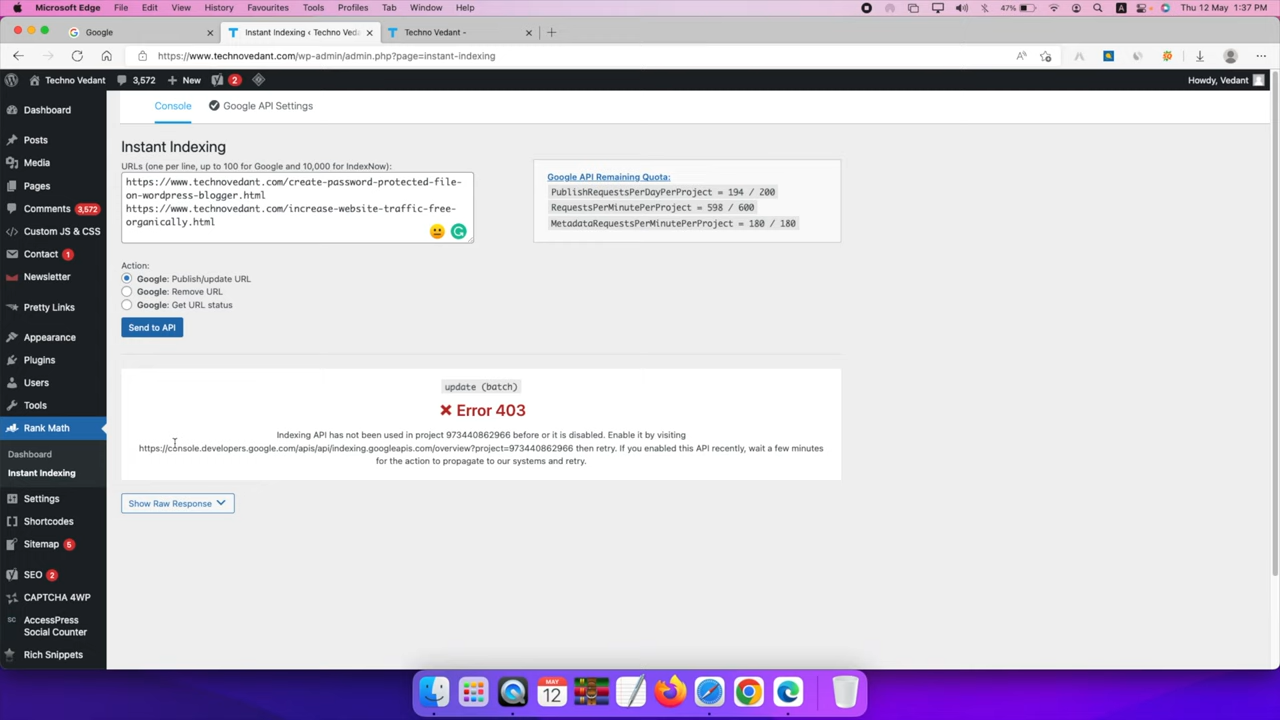 Microsoft Edge File Edit View History Favourites Tools Profiles Tab Window Help 47% A Thu 12 May 1:37 PM
Google Instant Indexing ‹ Techno Veda Techno Vedant -
https://www.technovedant.com/wp-admin/admin.php?page=instant-indexing
Techno Vedant 3,572 New 2 Howdy, Vedant
Dashboard
Posts
Media
Pages
Comments 3,572
Custom JS & CSS
Contact 1
Newsletter
Pretty Links
Appearance
Plugins
Users
Tools
Rank Math
Dashboard
Instant Indexing
Settings
Shortcodes
Sitemap 5
SEO 2
CAPTCHA 4WP
AccessPress
Social Counter
Rich Snippets
Console Google API Settings
Instant Indexing
URLs (one per line, up to 100 for Google and 10,000 for IndexNow):
https://www.technovedant.com/create-password-protected-file-
on-wordpress-blogger.html
https://www.technovedant.com/increase-website-traffic-free-
organically.html
Google API Remaining Quota:
PublishRequestsPerDayPerProject = 194 / 200
RequestsPerMinutePerProject = 598 / 600
MetadataRequestsPerMinutePerProject = 180 / 180
Action:
Google: Publish/update URL
Google: Remove URL
Google: Get URL status
Send to API
update (batch)
Error 403
Indexing API has not been used in project 973440862966 before or it is disabled. Enable it by visiting
https://console.developers.google.com/apis/api/indexing.googleapis.com/overview?project=973440862966 then retry. If you enabled this API recently, wait a few minutes
for the action to propagate to our systems and retry.
Show Raw Response
MAY
12